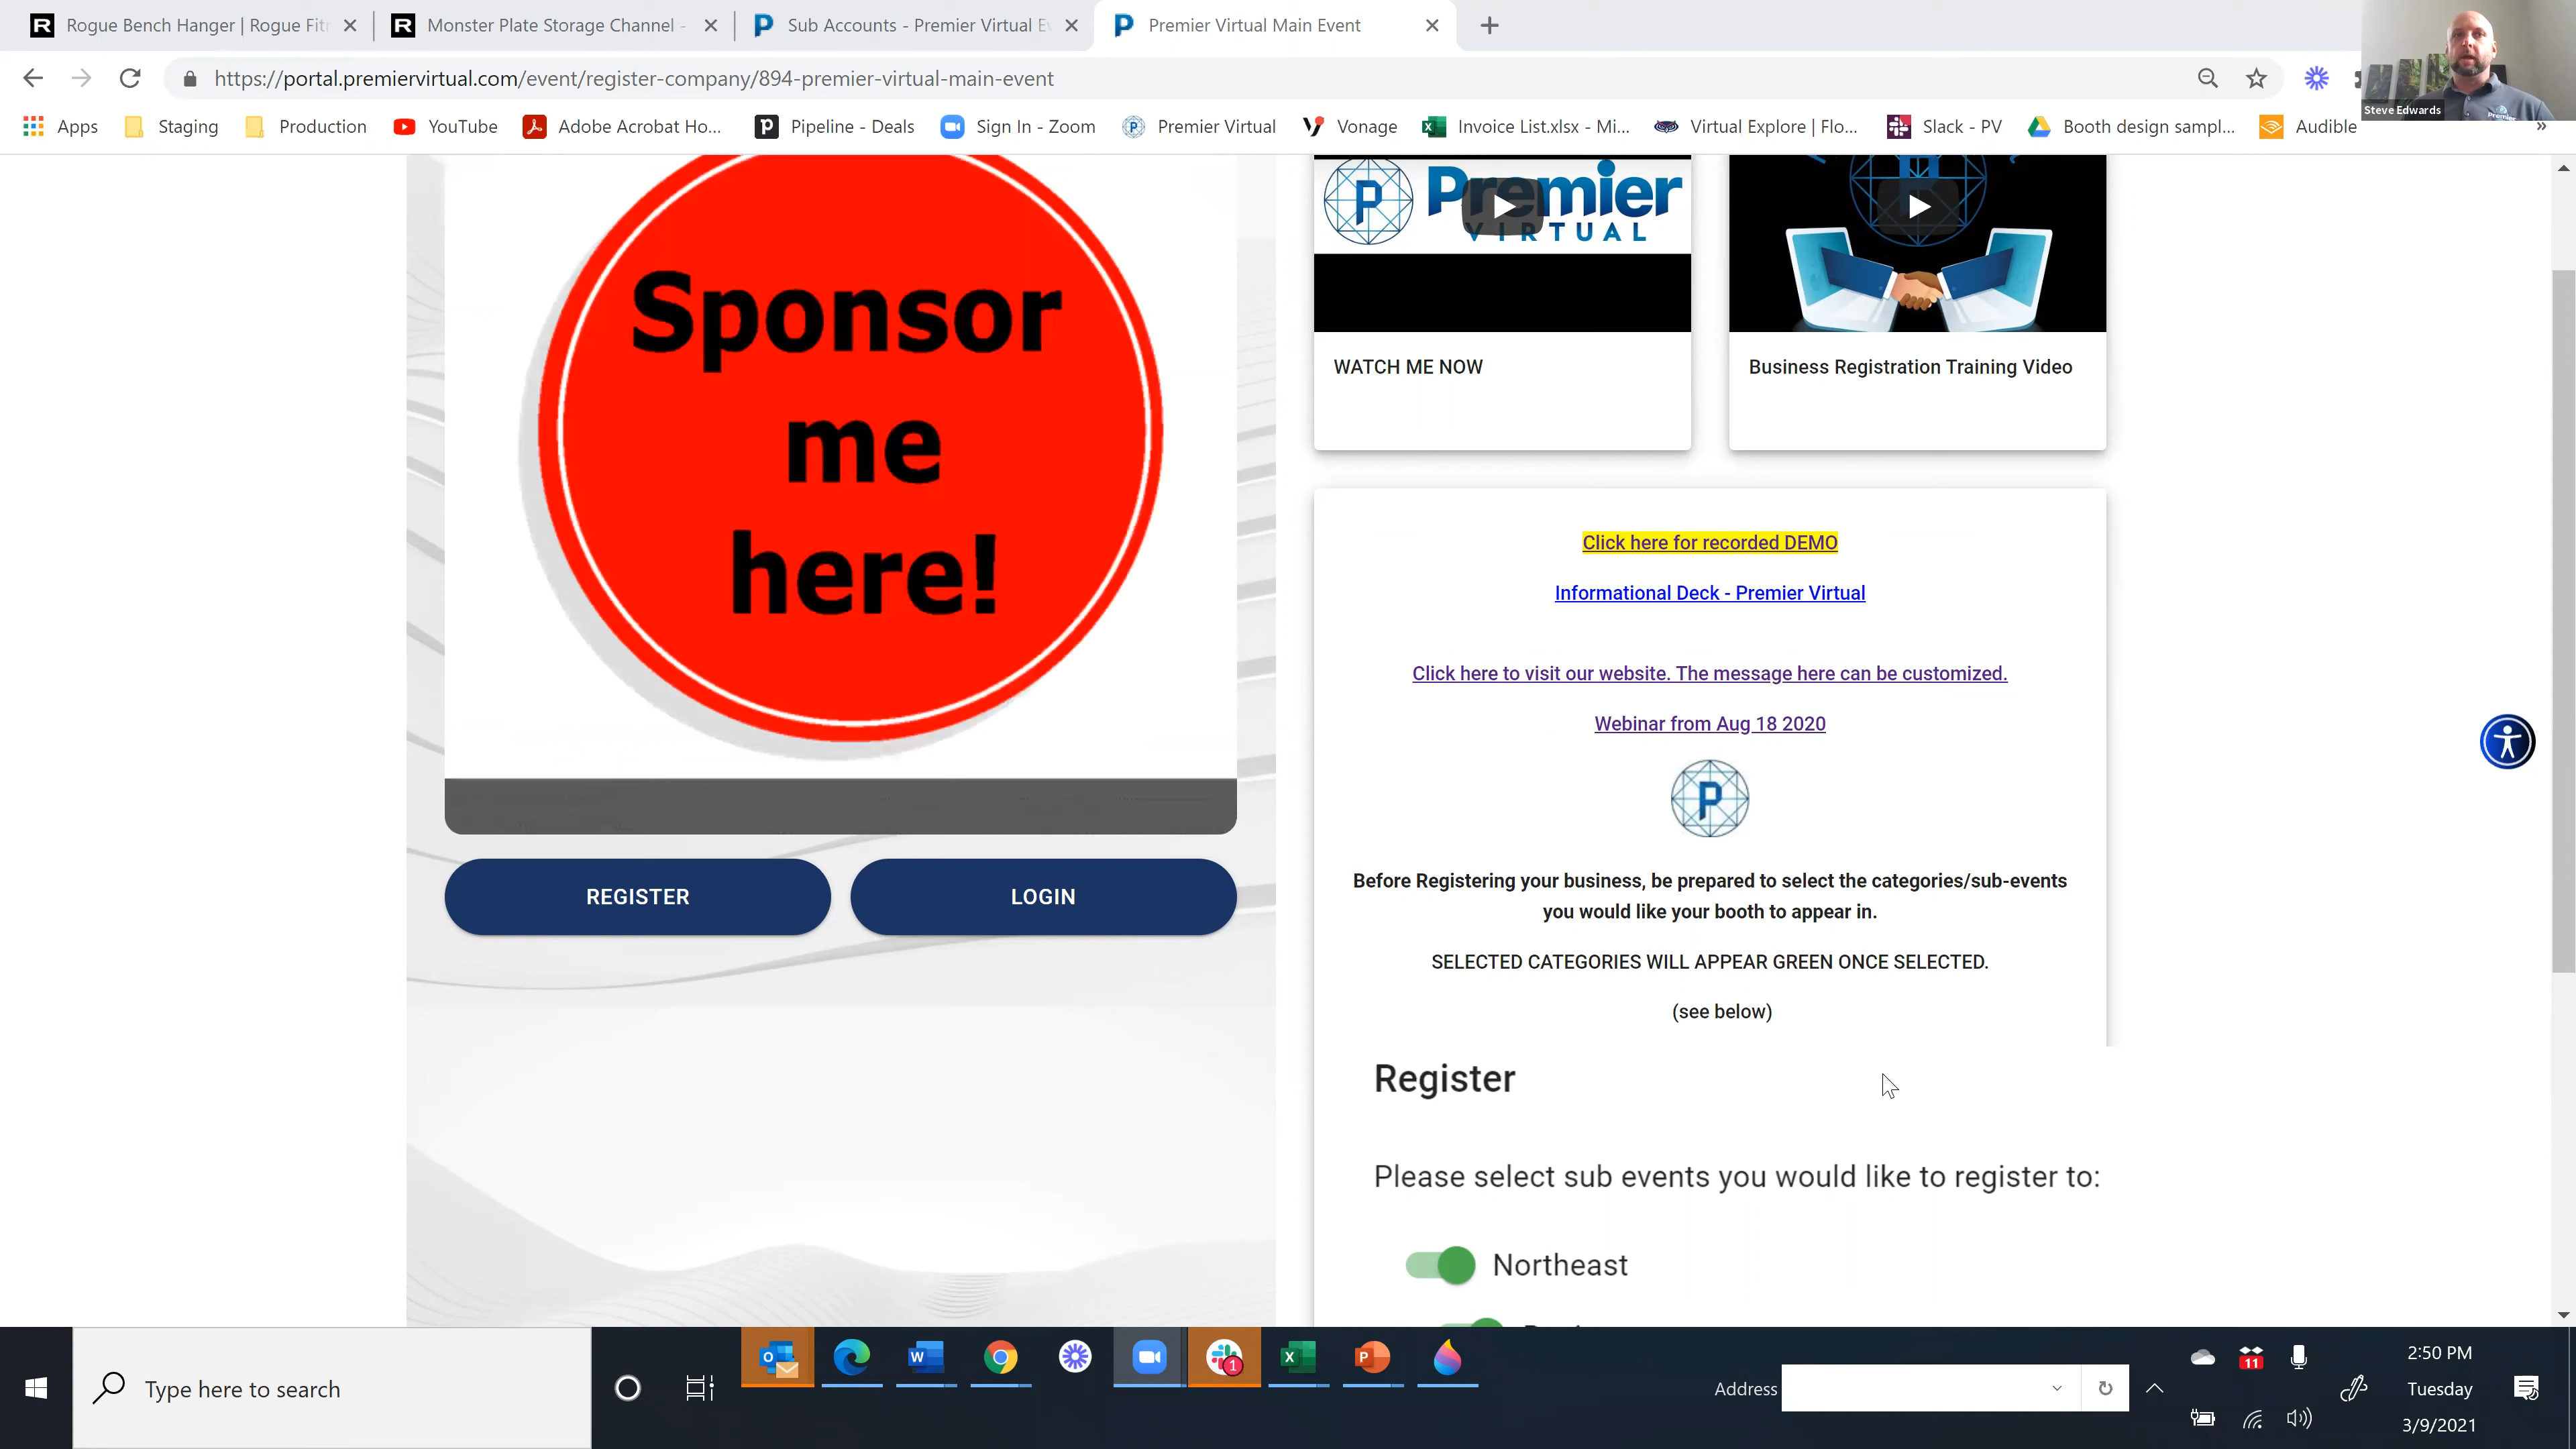 Rogue Bench Hanger | Rogue Fit
Monster Plate Storage Channel -
Sub Accounts - Premier Virtual E
Premier Virtual Main Event
https://portal.premiervirtual.com/event/register-company/894-premier-virtual-main-event
Steve Edwards
Apps
Staging
Production
YouTube
Adobe Acrobat Ho...
Pipeline - Deals
Sign In - Zoom
Premier Virtual
Vonage
Invoice List.xlsx - Mi...
Virtual Explore | Flo...
Slack - PV
Booth design sampl...
Audible
»
Sponsor
me
here!
REGISTER
LOGIN
Premier
VIRTUAL
WATCH ME NOW
Business Registration Training Video
Click here for recorded DEMO
Informational Deck - Premier Virtual
Click here to visit our website. The message here can be customized.
Webinar from Aug 18 2020
P
Before Registering your business, be prepared to select the categories/sub-events
you would like your booth to appear in.
SELECTED CATEGORIES WILL APPEAR GREEN ONCE SELECTED.
(see below)
Register
Please select sub events you would like to register to:
Northeast
Type here to search
Address
11
1
2:50 PM
Tuesday
3/9/2021